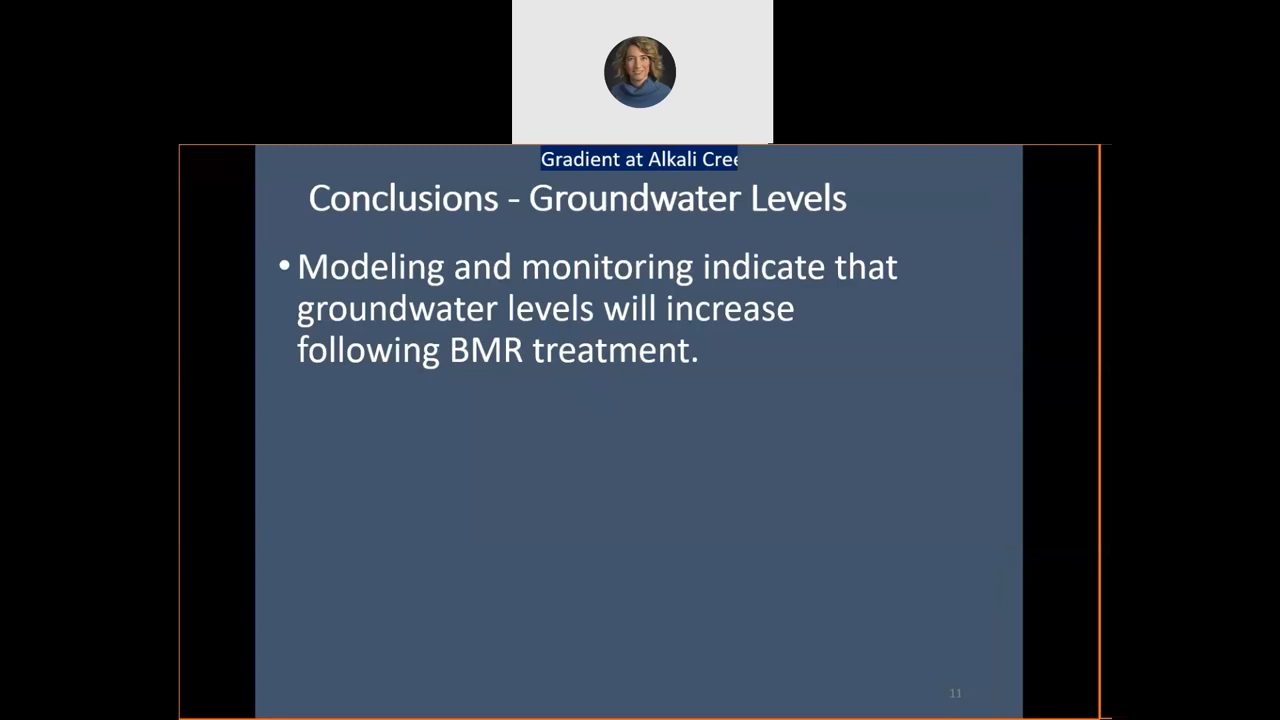 Gradient at Alkali Cree
Conclusions - Groundwater Levels
• Modeling and monitoring indicate that
groundwater levels will increase
following BMR treatment.
11